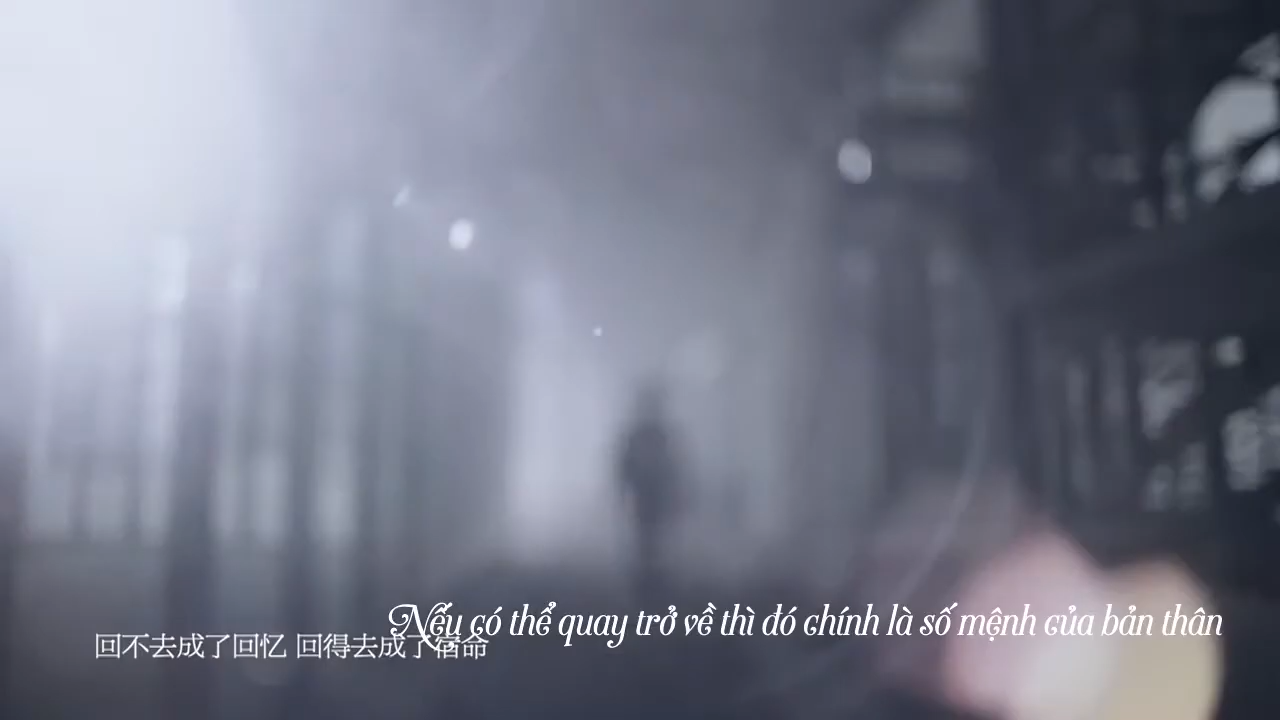 Nếu có thể quay trở về thì đó chính là số mệnh của bản thân
回不去成了回忆 回得去成了宿命